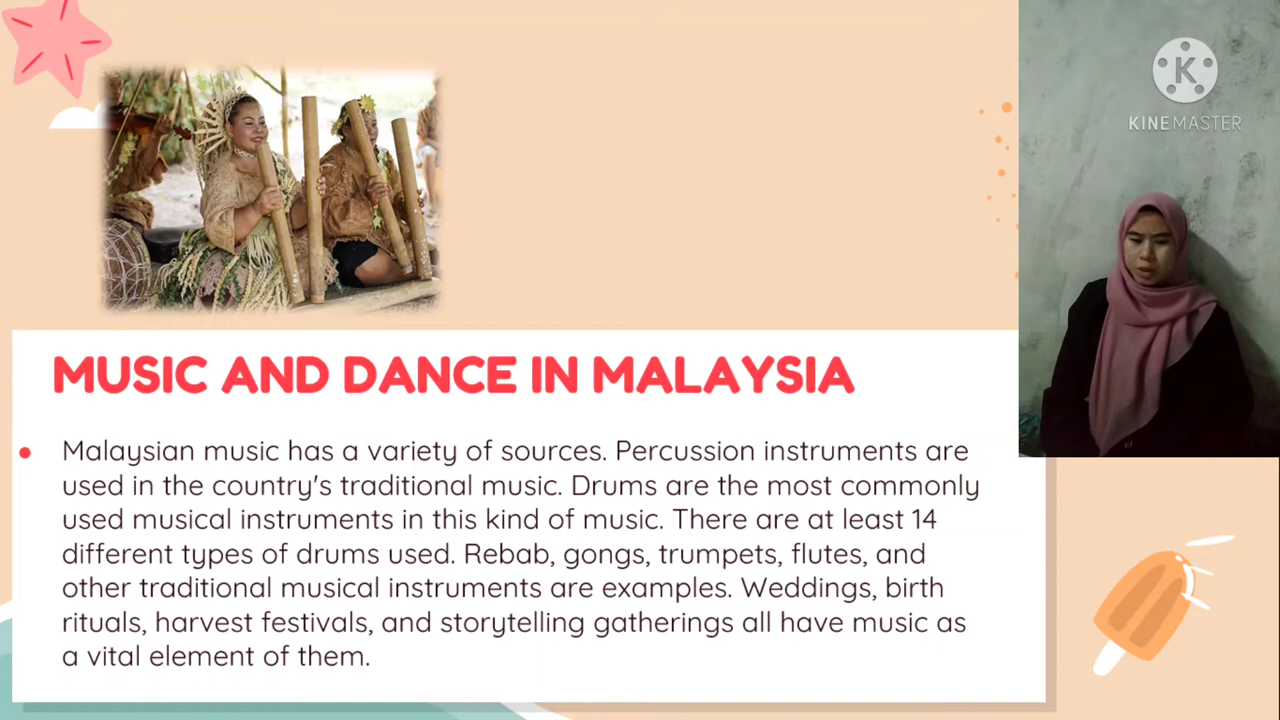 K
KINEMASTER
MUSIC AND DANCE IN MALAYSIA
Malaysian music has a variety of sources. Percussion instruments are
used in the country's traditional music. Drums are the most commonly
used musical instruments in this kind of music. There are at least 14
different types of drums used. Rebab, gongs, trumpets, flutes, and
other traditional musical instruments are examples. Weddings, birth
rituals, harvest festivals, and storytelling gatherings all have music as
a vital element of them.